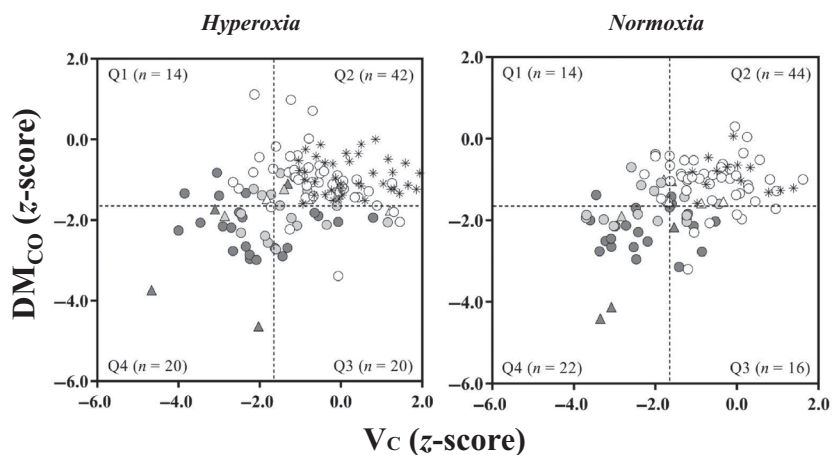 Hyperoxia
Normoxia
2.0
Q1 (n = 14)
Q2 (n = 42)
0.0
−2.0
−4.0
Q4 (n = 20)
Q3 (n = 20)
−6.0
−6.0 −4.0 −2.0 0.0 2.0
2.0
Q1 (n = 14)
Q2 (n = 44)
0.0
−2.0
−4.0
Q4 (n = 22)
Q3 (n = 16)
−6.0
−6.0 −4.0 −2.0 0.0 2.0
DMCO (z-score)
VC (z-score)